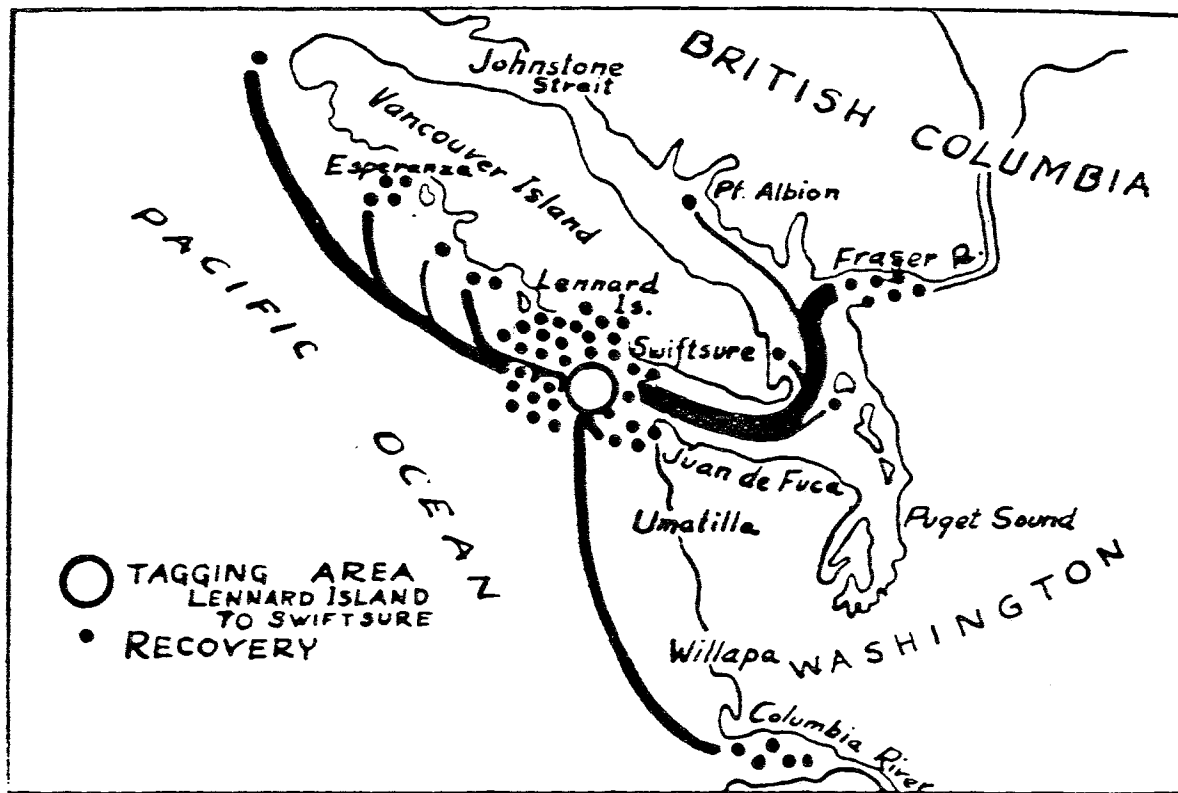 BRITISH COLUMBIA
Johnstone
Strait
Vancouver Island
Esperanza
Pt. Albion
Fraser R.
Lennard
Is.
Swiftsure
PACIFIC OCEAN
Juan de Fuca
Umatilla
Puget Sound
WASHINGTON
Willapa
Columbia River
TAGGING AREA
LENNARD ISLAND
TO SWIFTSURE
RECOVERY